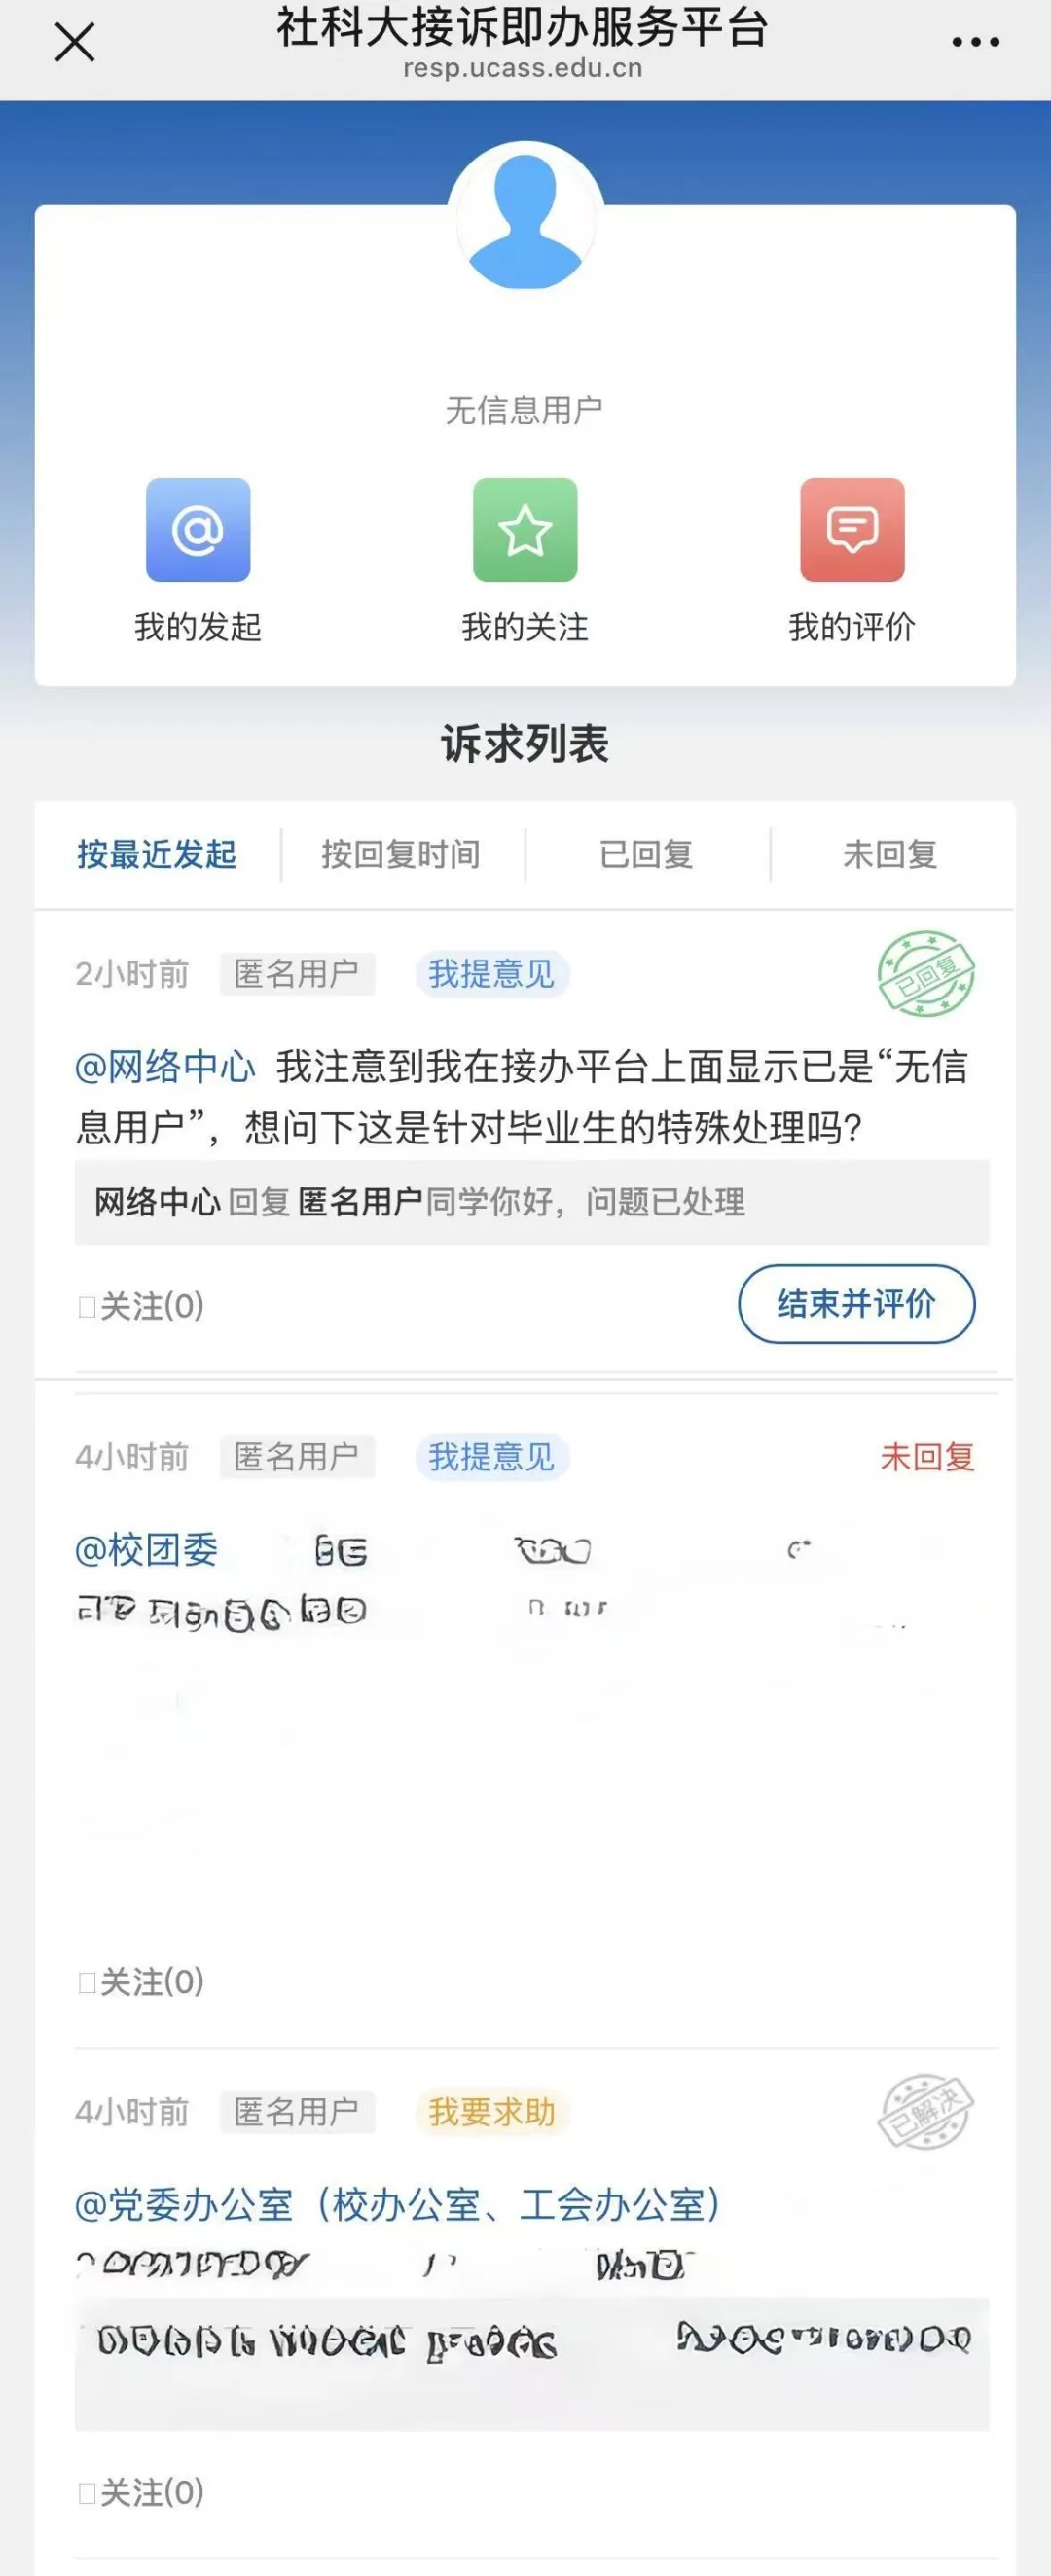 社科大接诉即办服务平台
resp.ucass.edu.cn
无信息用户
我的发起 我的关注 我的评价
诉求列表
按最近发起 按回复时间 已回复 未回复
2小时前 匿名用户 我提意见 已回复
@网络中心 我注意到我在接办平台上面显示已是“无信
息用户”，想问下这是针对毕业生的特殊处理吗？
网络中心 回复 匿名用户同学你好，问题已处理
关注(0) 结束并评价
4小时前 匿名用户 我提意见 未回复
@校团委
关注(0)
4小时前 匿名用户 我要求助 已解决
@党委办公室（校办公室、工会办公室）
关注(0)